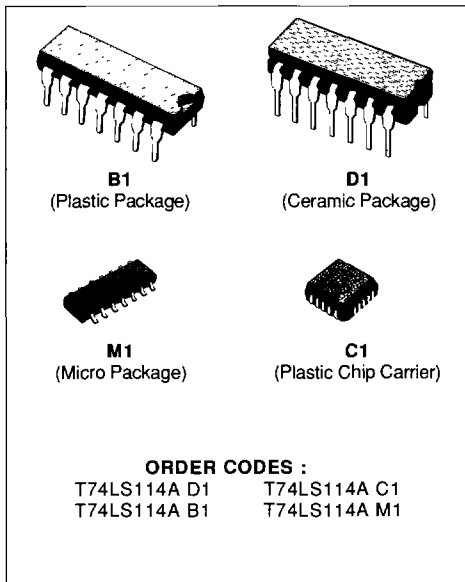 B1
(Plastic Package)
D1
(Ceramic Package)
M1
(Micro Package)
C1
(Plastic Chip Carrier)
ORDER CODES :
T74LS114A D1 T74LS114A C1
T74LS114A B1 T74LS114A M1